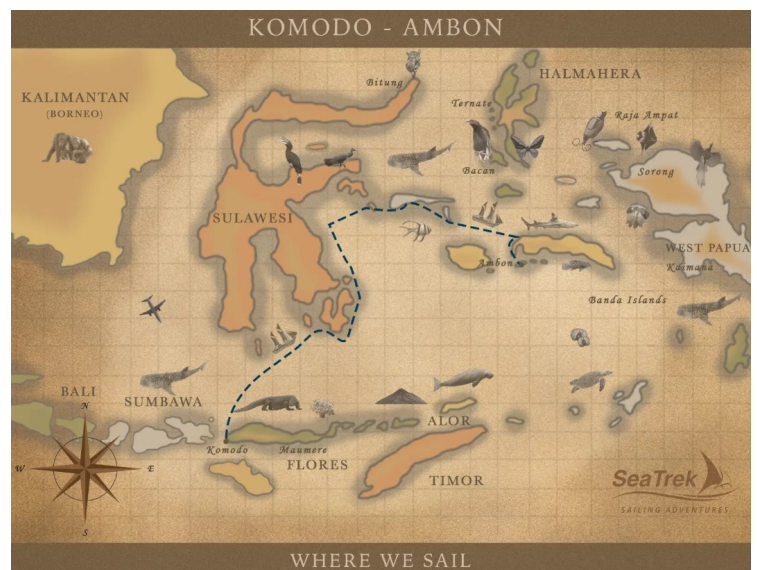 KOMODO - AMBON
HALMAHERA
Bitung
KALIMANTAN
(BORNEO)
Ternate
Raja Ampat
Bacan
Sorong
SULAWESI
WEST PAPUA
Ambon
Kaimana
Banda Islands
BALI
SUMBAWA
N
ALOR
Komodo
Maumere
FLORES
W
E
TIMOR
SeaTrek
SAILING ADVENTURES
S
WHERE WE SAIL